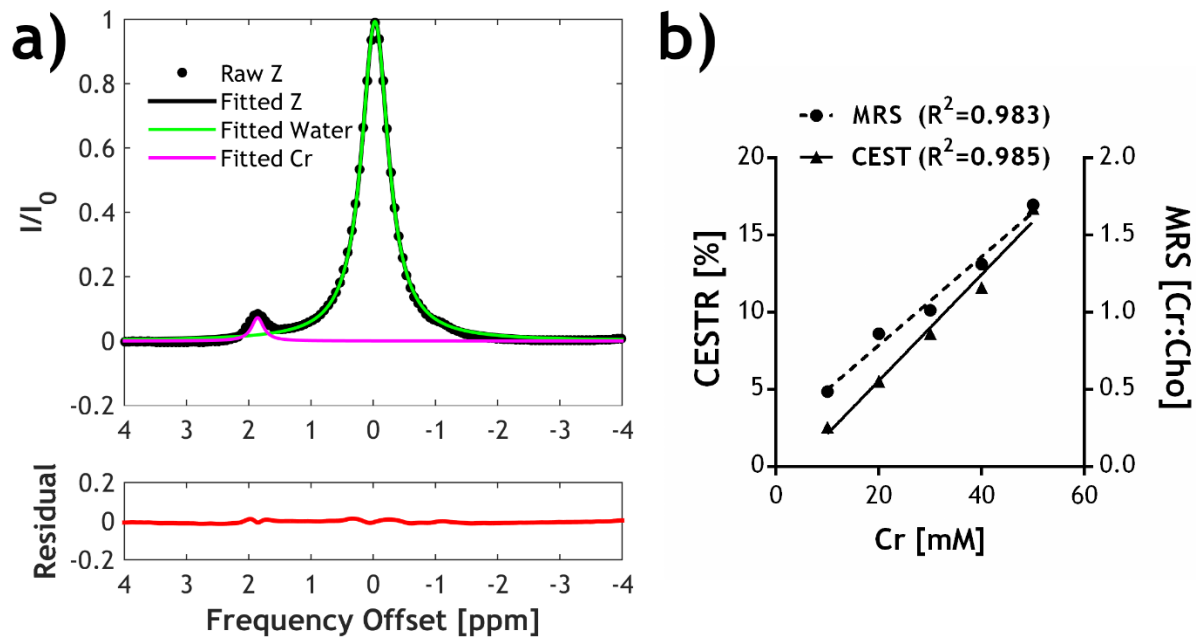 a)
I/I0
1
0.8
0.6
0.4
0.2
0
-0.2
Raw Z
Fitted Z
Fitted Water
Fitted Cr
4 3 2 1 0 -1 -2 -3 -4
Residual
0.2
0
-0.2
4 3 2 1 0 -1 -2 -3 -4
Frequency Offset [ppm]
b)
MRS (R2=0.983)
CEST (R2=0.985)
CESTR [%]
20
15
10
5
0
2.0
1.5
1.0
0.5
0.0
MRS [Cr:Cho]
0 20 40 60
Cr [mM]